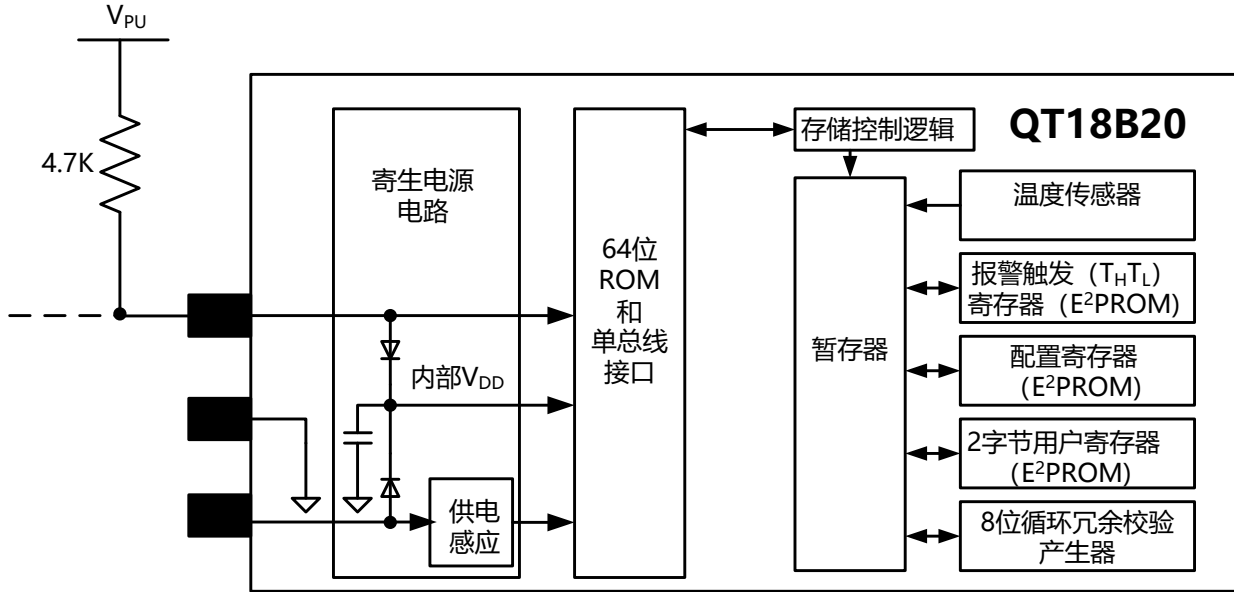 V_PU
4.7K
QT18B20
寄生电源
电路
内部V_DD
供电
感应
64位
ROM
和
单总线
接口
存储控制逻辑
暂存器
温度传感器
报警触发（T_HT_L）
寄存器（E²PROM)
配置寄存器
（E²PROM)
2字节用户寄存器
（E²PROM)
8位循环冗余校验
产生器